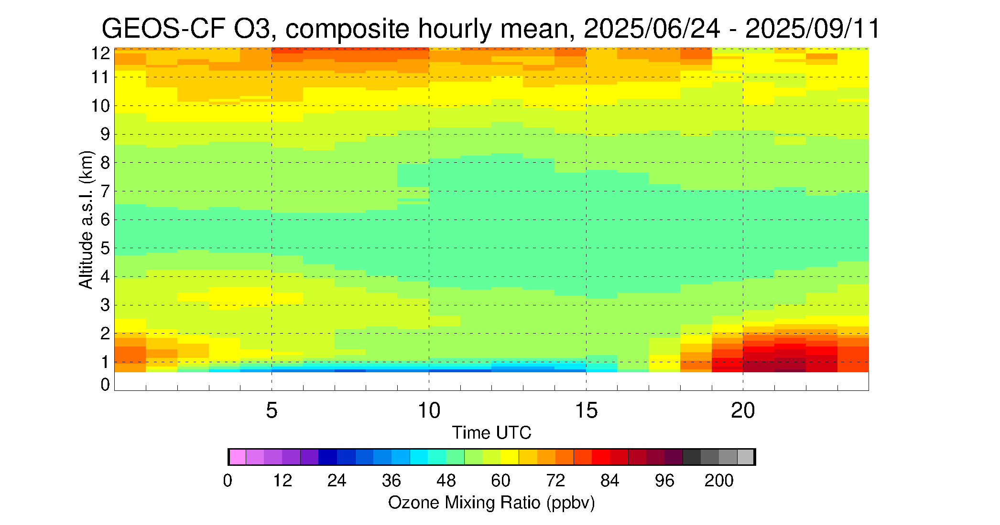 GEOS-CF O3, composite hourly mean, 2025/06/24 - 2025/09/11
12
11
10
9
8
7
6
5
4
3
2
1
0
Altitude a.s.l. (km)
5 10 15 20
Time UTC
0 12 24 36 48 60 72 84 96 200
Ozone Mixing Ratio (ppbv)